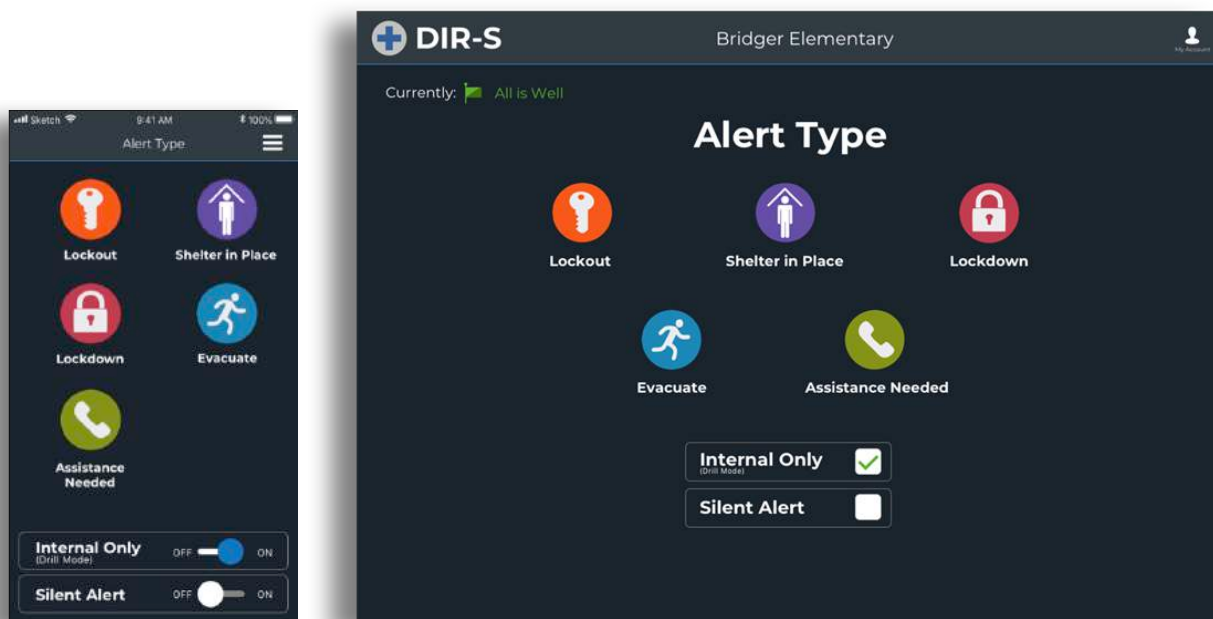 Sketch 9:41 AM 100%
Alert Type
Lockout Shelter in Place
Lockdown Evacuate
Assistance
Needed
Internal Only OFF ON
(Drill Mode)
Silent Alert OFF ON
DIR-S Bridger Elementary
My Account
Currently: All is Well
Alert Type
Lockout Shelter in Place Lockdown
Evacuate Assistance Needed
Internal Only
(Drill Mode)
Silent Alert